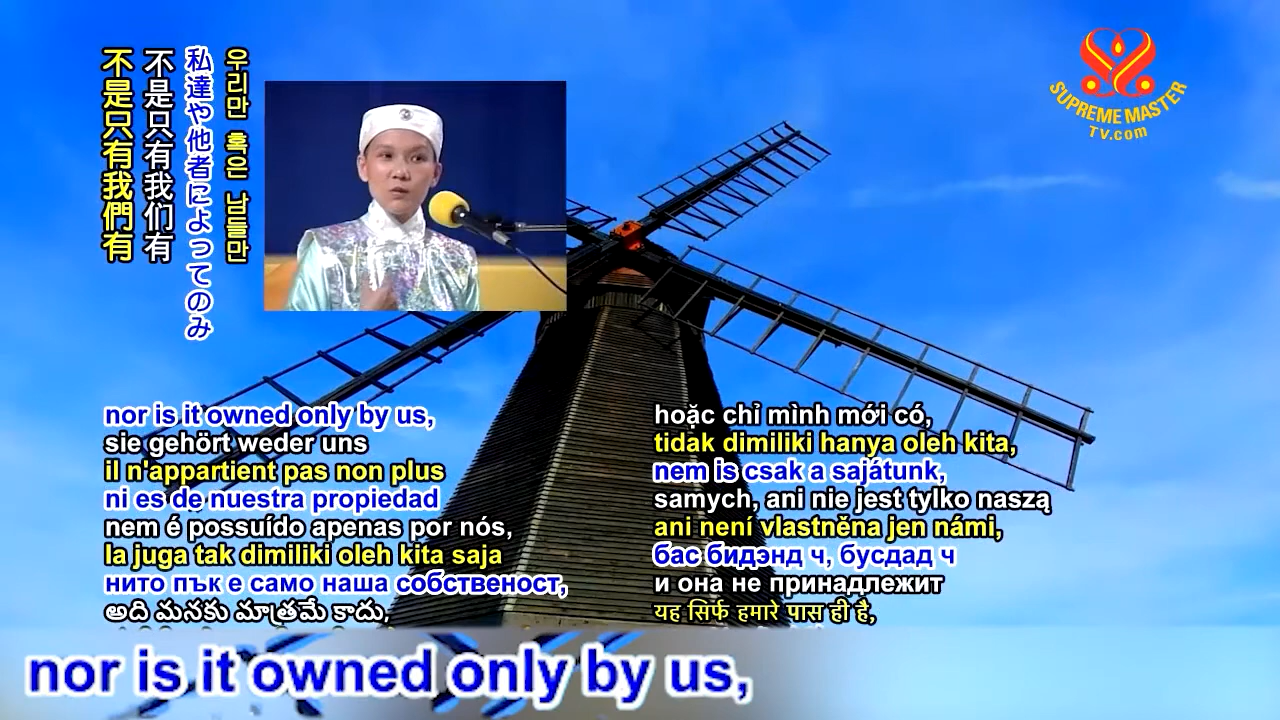 不是只有我們有
不是只有我们有
私達や他者によってのみ
우리만 혹은 남들만
SUPREME MASTER
TV.com
nor is it owned only by us,
sie gehört weder uns
il n'appartient pas non plus
ni es de nuestra propiedad
nem é possuído apenas por nós,
Ia juga tak dimiliki oleh kita saja
нито пък е само наша собственост,
అది మనకు మాత్రమే కాదు,
hoặc chỉ mình mới có,
tidak dimiliki hanya oleh kita,
nem is csak a sajátunk,
samych, ani nie jest tylko naszą
ani není vlastněna jen námi,
бас бидэнд ч, бусдад ч
и она не принадлежит
यह सिर्फ हमारे पास ही है,
nor is it owned only by us,